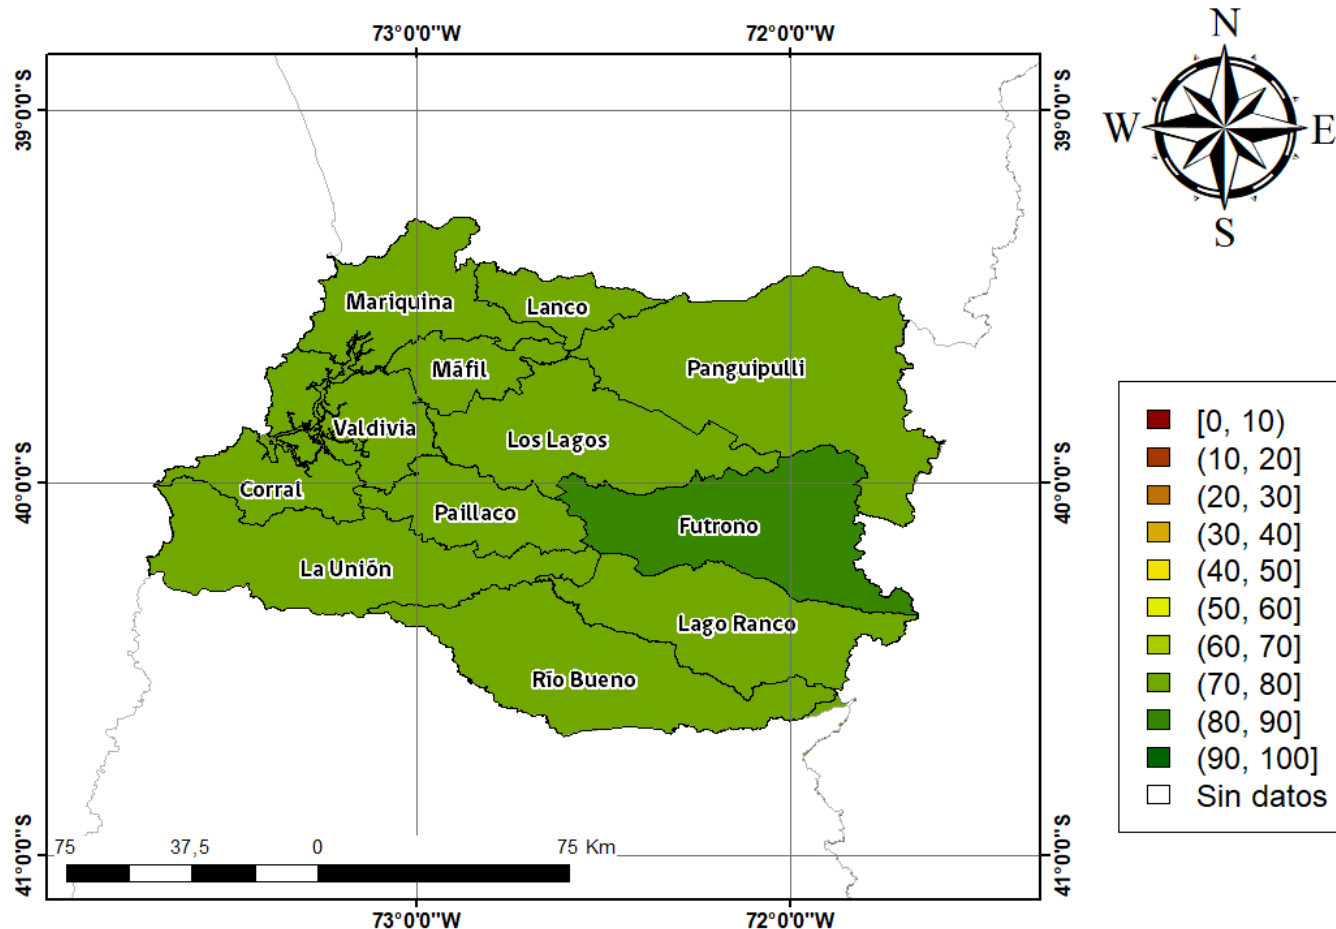 73°0'0"W 72°0'0"W
N
W E
S
39°0'0"S 39°0'0"S
Mariquina
Lanco
Máfil
Panguipulli
Valdivia
Los Lagos
Corral
Paillaco
Futrono
La Unión
Lago Ranco
Río Bueno
40°0'0"S 40°0'0"S
[0, 10)
(10, 20]
(20, 30]
(30, 40]
(40, 50]
(50, 60]
(60, 70]
(70, 80]
(80, 90]
(90, 100]
Sin datos
75 37,5 0 75 Km
41°0'0"S 41°0'0"S
73°0'0"W 72°0'0"W